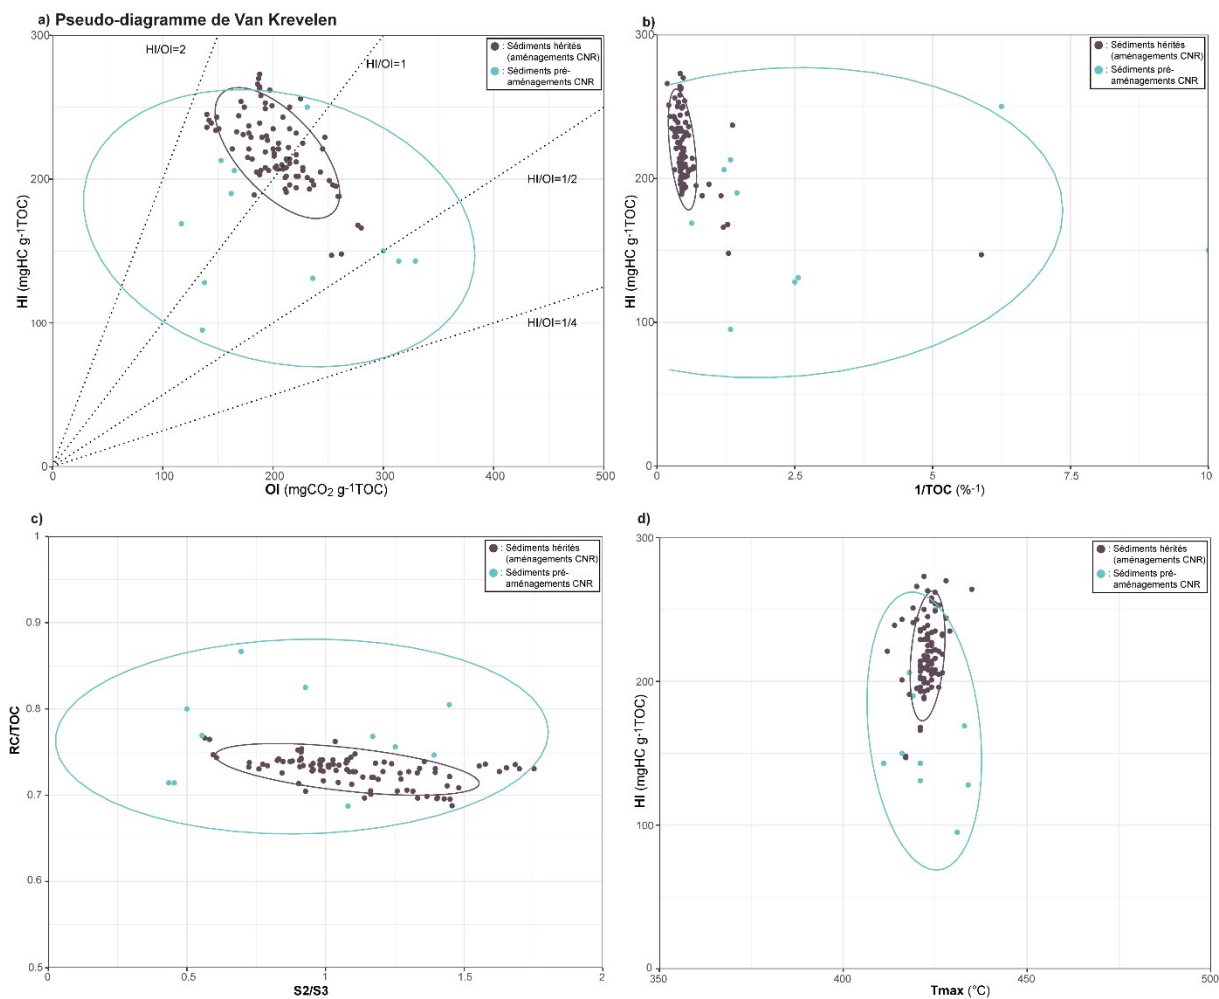 a) Pseudo-diagramme de Van Krevelen
300
200
100
0
HI (mgHC g-1TOC)
HI/OI=2
HI/OI=1
HI/OI=1/2
HI/OI=1/4
: Sédiments hérités
(aménagements CNR)
: Sédiments pré-
aménagements CNR
0 100 200 300 400 500
OI (mgCO2 g-1TOC)
b)
300
200
100
0
HI (mgHC g-1TOC)
: Sédiments hérités
(aménagements CNR)
: Sédiments pré-
aménagements CNR
0 2.5 5 7.5 10
1/TOC (%-1)
c)
1
0.9
0.8
0.7
0.6
0.5
RC/TOC
: Sédiments hérités
(aménagements CNR)
: Sédiments pré-
aménagements CNR
0 0.5 1 1.5 2
S2/S3
d)
300
200
100
0
HI (mgHC g-1TOC)
: Sédiments hérités
(aménagements CNR)
: Sédiments pré-
aménagements CNR
350 400 450 500
Tmax (°C)